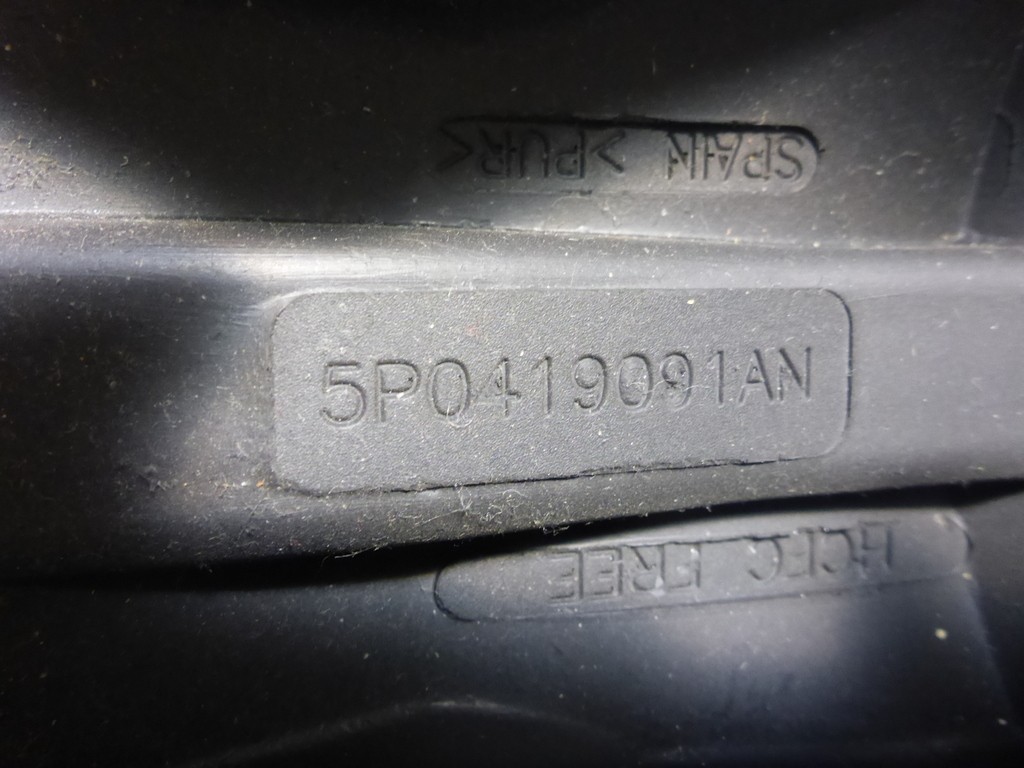 SPAIN >PUR<
5P0419091AN
HCFC FREE